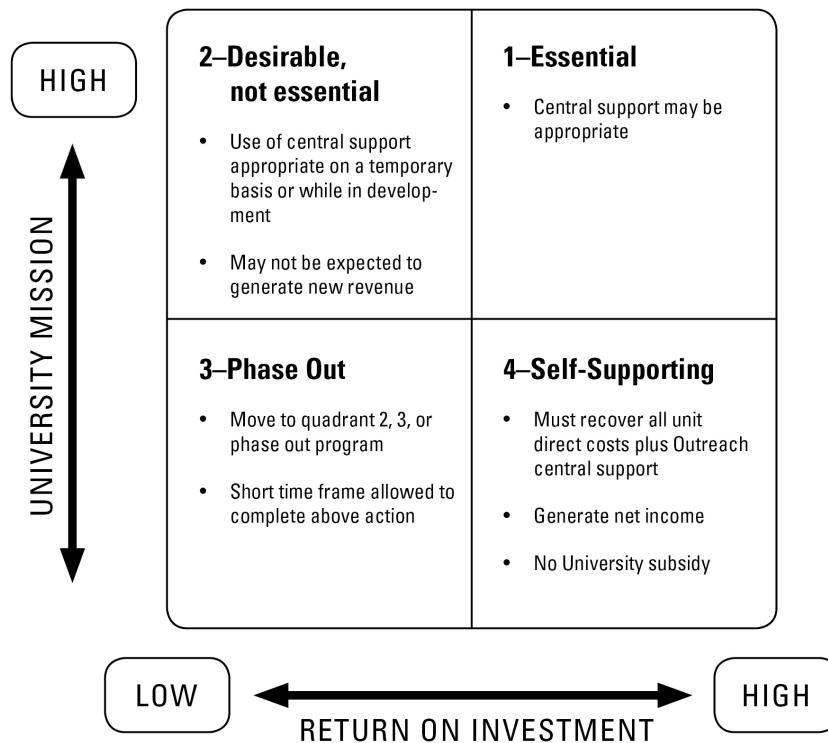 HIGH
2–Desirable,
not essential
• Use of central support
appropriate on a temporary
basis or while in develop-
ment
• May not be expected to
generate new revenue
1–Essential
• Central support may be
appropriate
UNIVERSITY MISSION
3–Phase Out
• Move to quadrant 2, 3, or
phase out program
• Short time frame allowed to
complete above action
4–Self-Supporting
• Must recover all unit
direct costs plus Outreach
central support
• Generate net income
• No University subsidy
LOW
RETURN ON INVESTMENT
HIGH